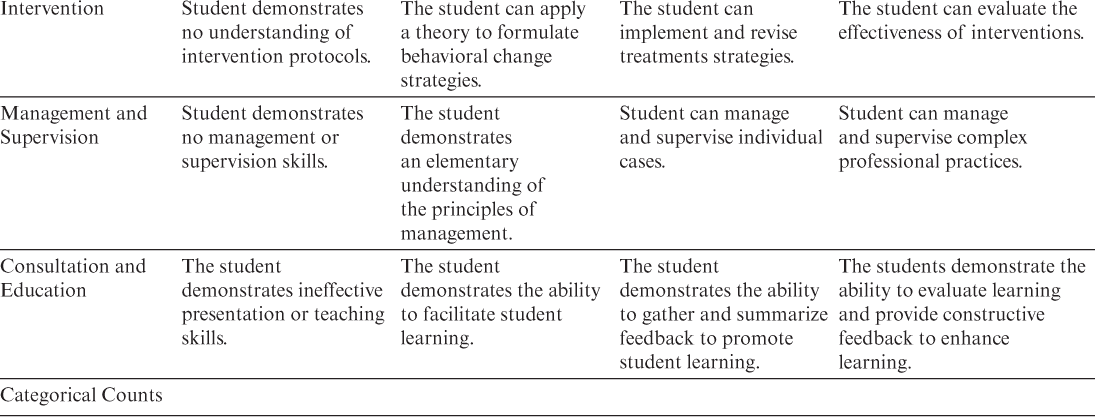 Intervention
Student demonstrates
no understanding of
intervention protocols.
The student can apply
a theory to formulate
behavioral change
strategies.
The student can
implement and revise
treatments strategies.
The student can evaluate the
effectiveness of interventions.
Management and
Supervision
Student demonstrates
no management or
supervision skills.
The student
demonstrates
an elementary
understanding of
the principles of
management.
Student can manage
and supervise individual
cases.
Student can manage
and supervise complex
professional practices.
Consultation and
Education
The student
demonstrates ineffective
presentation or teaching
skills.
The student
demonstrates the ability
to facilitate student
learning.
The student
demonstrates the ability
to gather and summarize
feedback to promote
student learning.
The students demonstrate the
ability to evaluate learning
and provide constructive
feedback to enhance
learning.
Categorical Counts